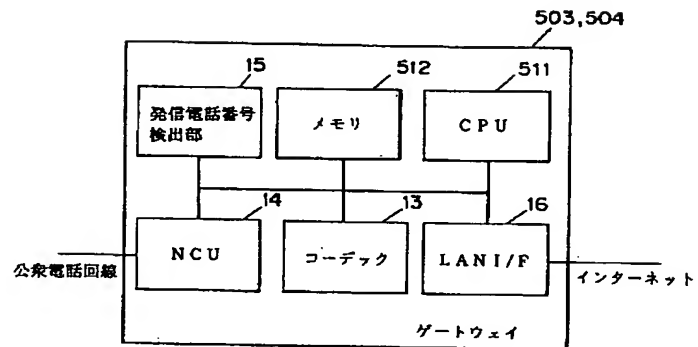 503,504
15
512
511
発信電話番号
検出部
メモリ
CPU
14
13
16
NCU
コーデック
LANI/F
公衆電話回線
インターネット
ゲートウェイ